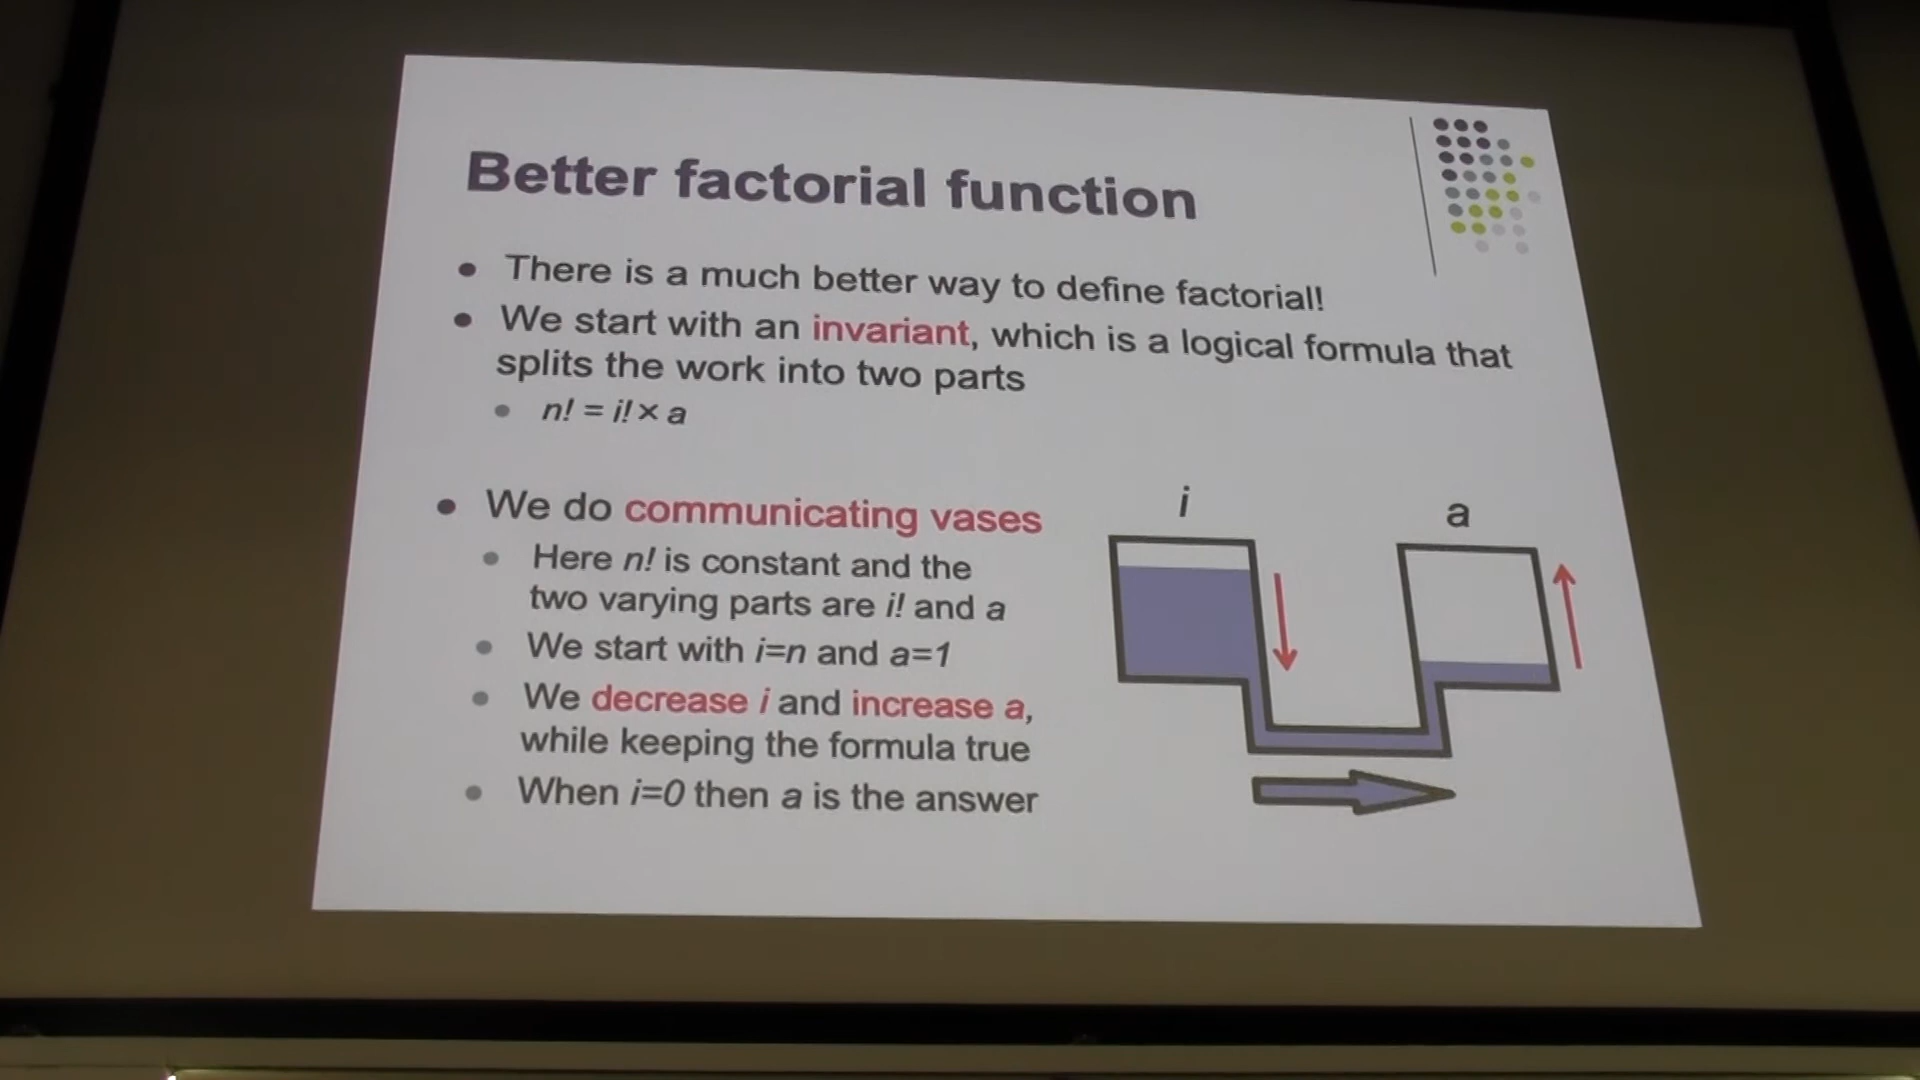 Better factorial function
There is a much better way to define factorial!
We start with an invariant, which is a logical formula that
splits the work into two parts
n! = i! × a
We do communicating vases
Here n! is constant and the
two varying parts are i! and a
We start with i=n and a=1
We decrease i and increase a,
while keeping the formula true
When i=0 then a is the answer
i
a